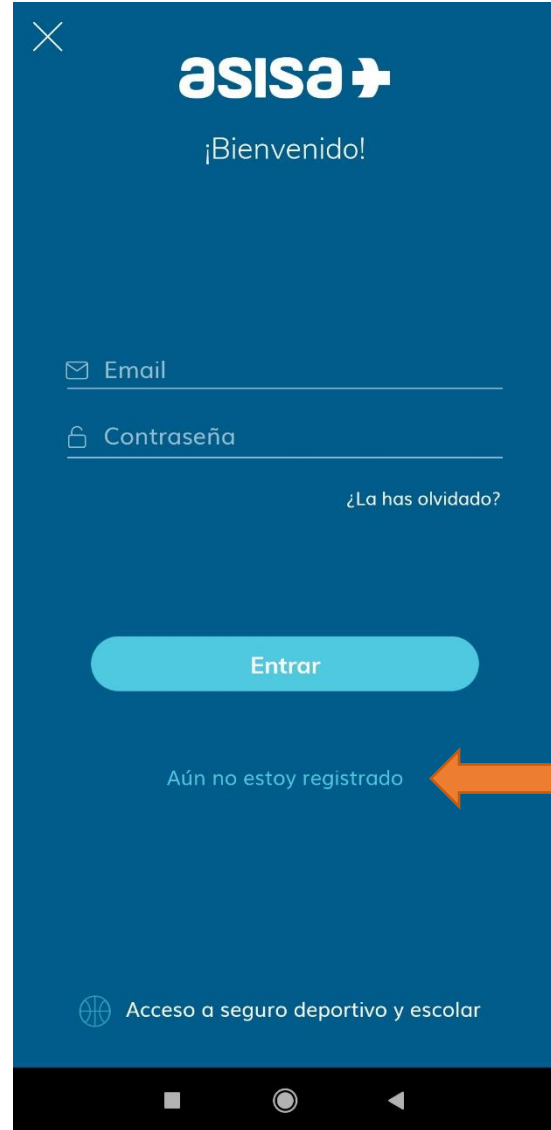 asisa
¡Bienvenido!
Email
Contraseña
¿La has olvidado?
Entrar
Aún no estoy registrado
Acceso a seguro deportivo y escolar